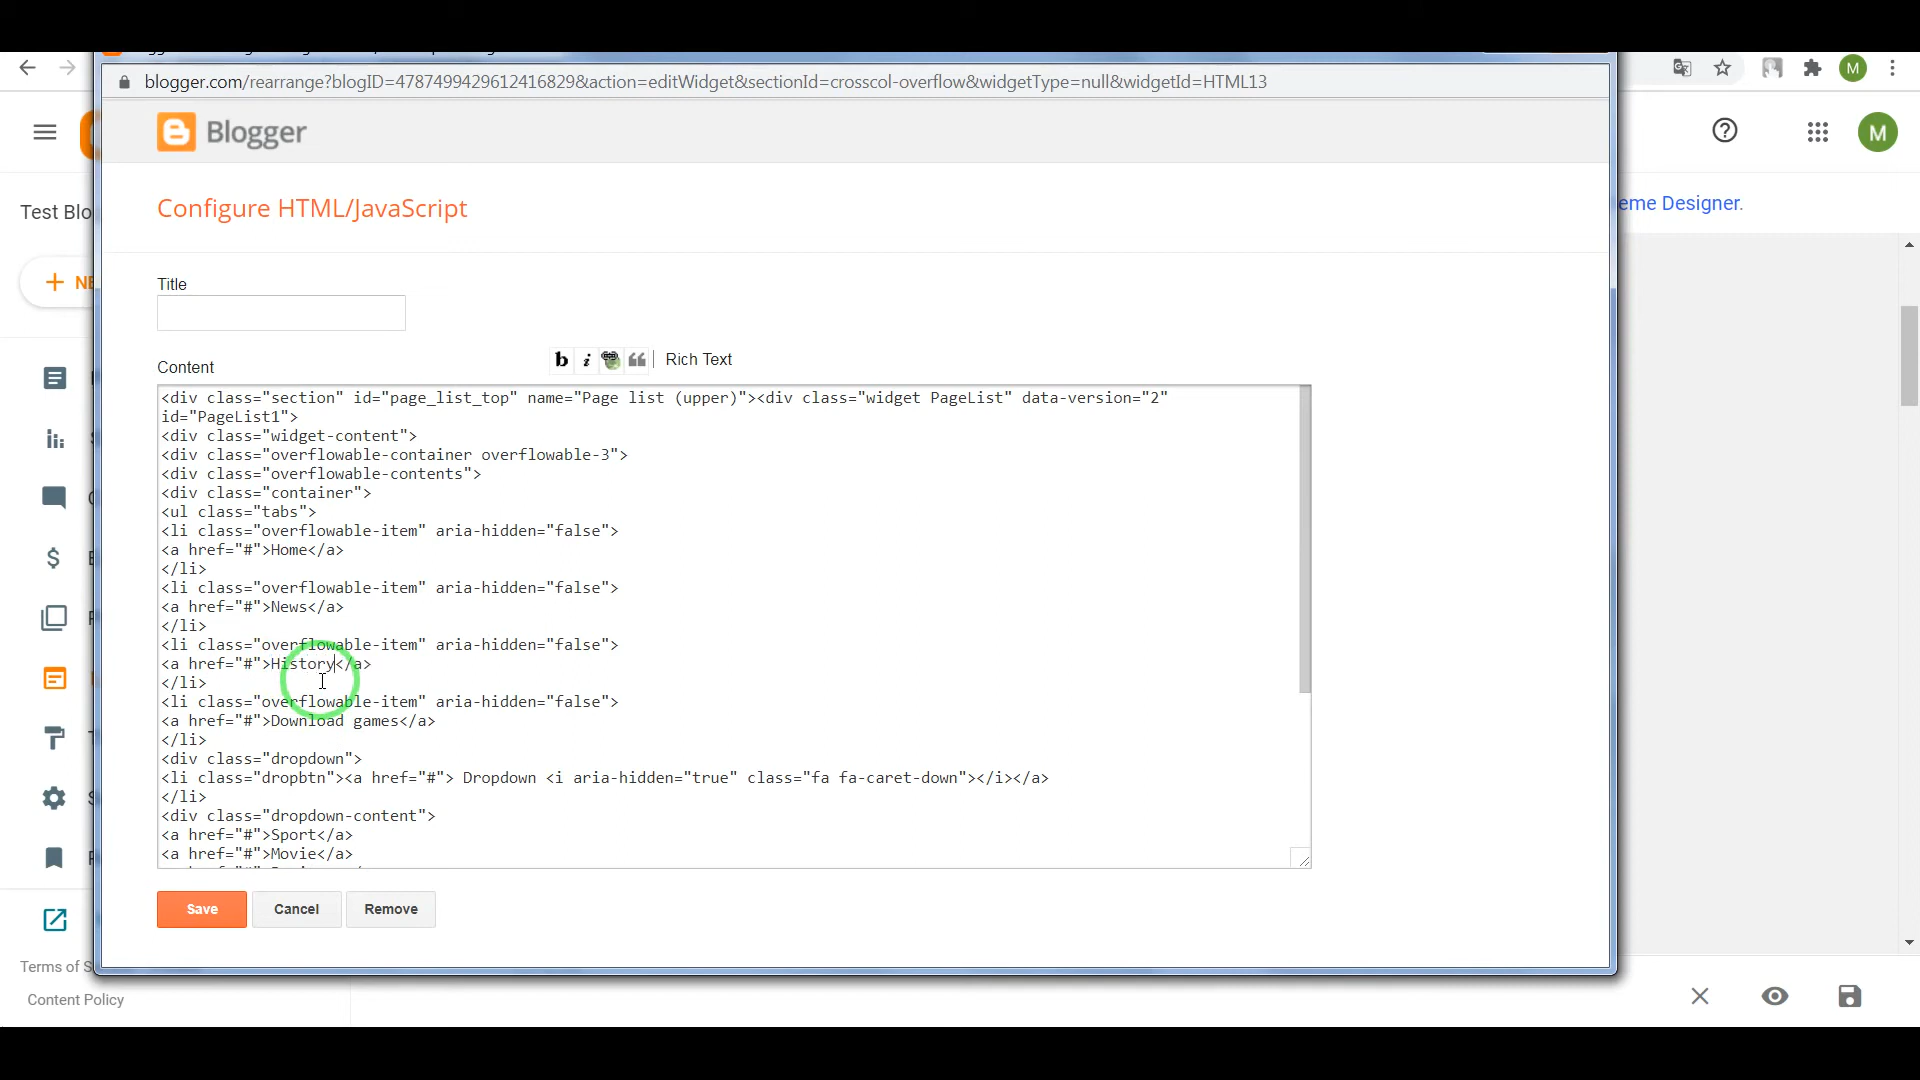 blogger.com/rearrange?blogID=4787499429612416829&action=editWidget&sectionId=crosscol-overflow&widgetType=null&widgetId=HTML13
M
Blogger
M
Configure HTML/JavaScript
Test Blo
eme Designer.
Title
NE
Content
b i Rich Text
<div class="section" id="page_list_top" name="Page list (upper)"><div class="widget PageList" data-version="2"
id="PageList1">
<div class="widget-content">
<div class="overflowable-container overflowable-3">
<div class="overflowable-contents">
<div class="container">
<ul class="tabs">
<li class="overflowable-item" aria-hidden="false">
<a href="#">Home</a>
</li>
<li class="overflowable-item" aria-hidden="false">
<a href="#">News</a>
</li>
<li class="overflowable-item" aria-hidden="false">
<a href="#">History</a>
</li>
<li class="overflowable-item" aria-hidden="false">
<a href="#">Download games</a>
</li>
<div class="dropdown">
<li class="dropbtn"><a href="#"> Dropdown <i aria-hidden="true" class="fa fa-caret-down"></i></a>
</li>
<div class="dropdown-content">
<a href="#">Sport</a>
<a href="#">Movie</a>
Save Cancel Remove
Terms of S
Content Policy